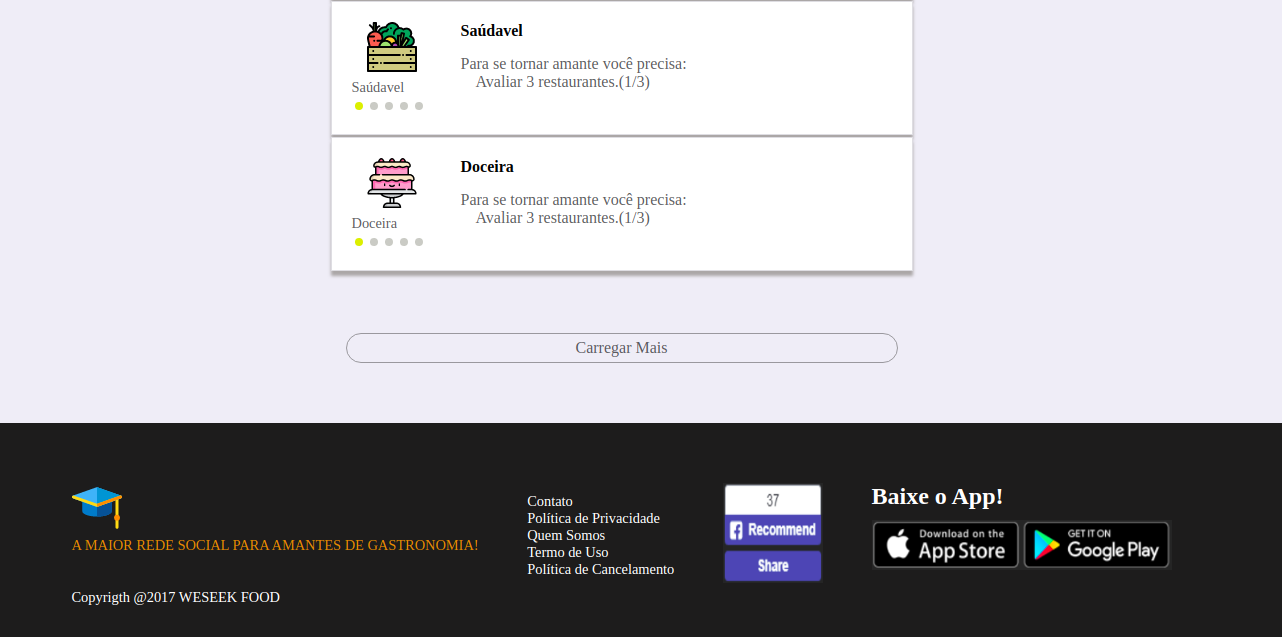 Saúdavel
Para se tornar amante você precisa:
Avaliar 3 restaurantes.(1/3)
Saúdavel
Doceira
Para se tornar amante você precisa:
Avaliar 3 restaurantes.(1/3)
Doceira
Carregar Mais
A MAIOR REDE SOCIAL PARA AMANTES DE GASTRONOMIA!
Copyrigth @2017 WESEEK FOOD
Contato
Política de Privacidade
Quem Somos
Termo de Uso
Política de Cancelamento
37
Recommend
Share
Baixe o App!
Download on the
App Store
GET IT ON
Google Play